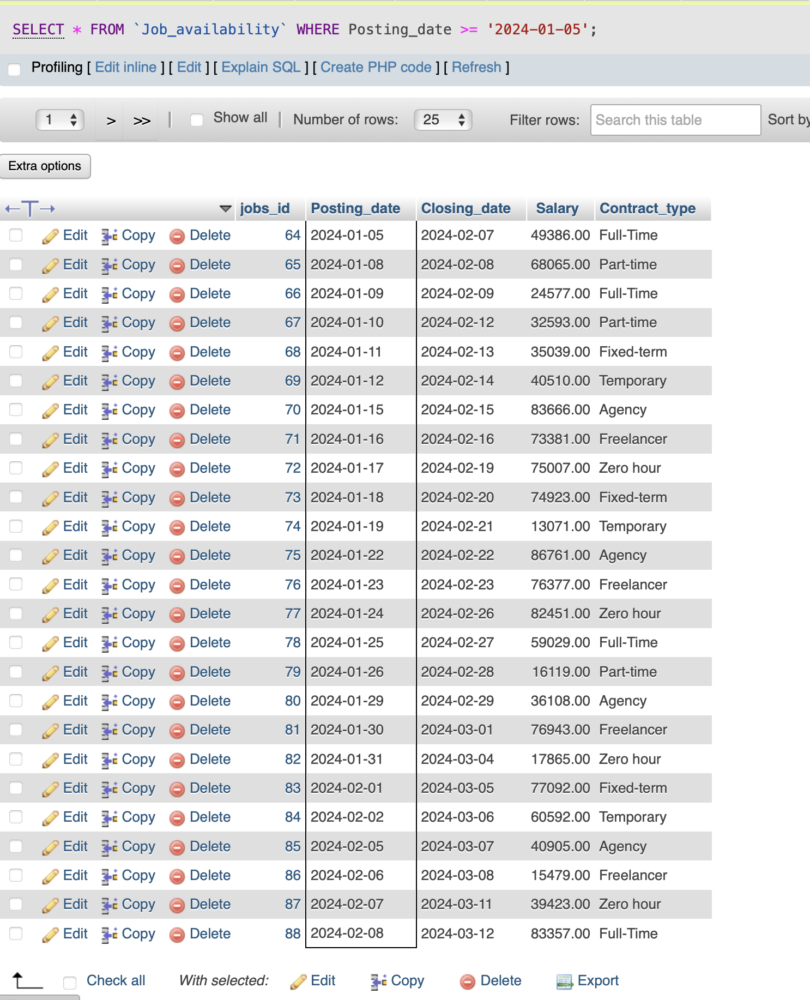 SELECT * FROM `Job_availability` WHERE Posting_date >= '2024-01-05';
Profiling [ Edit inline ] [ Edit ] [ Explain SQL ] [ Create PHP code ] [ Refresh ]
1 > >> | Show all | Number of rows: 25 Filter rows: Search this table Sort by
Extra options
←T→ jobs_id Posting_date Closing_date Salary Contract_type
Edit Copy Delete 64 2024-01-05 2024-02-07 49386.00 Full-Time
Edit Copy Delete 65 2024-01-08 2024-02-08 68065.00 Part-time
Edit Copy Delete 66 2024-01-09 2024-02-09 24577.00 Full-Time
Edit Copy Delete 67 2024-01-10 2024-02-12 32593.00 Part-time
Edit Copy Delete 68 2024-01-11 2024-02-13 35039.00 Fixed-term
Edit Copy Delete 69 2024-01-12 2024-02-14 40510.00 Temporary
Edit Copy Delete 70 2024-01-15 2024-02-15 83666.00 Agency
Edit Copy Delete 71 2024-01-16 2024-02-16 73381.00 Freelancer
Edit Copy Delete 72 2024-01-17 2024-02-19 75007.00 Zero hour
Edit Copy Delete 73 2024-01-18 2024-02-20 74923.00 Fixed-term
Edit Copy Delete 74 2024-01-19 2024-02-21 13071.00 Temporary
Edit Copy Delete 75 2024-01-22 2024-02-22 86761.00 Agency
Edit Copy Delete 76 2024-01-23 2024-02-23 76377.00 Freelancer
Edit Copy Delete 77 2024-01-24 2024-02-26 82451.00 Zero hour
Edit Copy Delete 78 2024-01-25 2024-02-27 59029.00 Full-Time
Edit Copy Delete 79 2024-01-26 2024-02-28 16119.00 Part-time
Edit Copy Delete 80 2024-01-29 2024-02-29 36108.00 Agency
Edit Copy Delete 81 2024-01-30 2024-03-01 76943.00 Freelancer
Edit Copy Delete 82 2024-01-31 2024-03-04 17865.00 Zero hour
Edit Copy Delete 83 2024-02-01 2024-03-05 77092.00 Fixed-term
Edit Copy Delete 84 2024-02-02 2024-03-06 60592.00 Temporary
Edit Copy Delete 85 2024-02-05 2024-03-07 40905.00 Agency
Edit Copy Delete 86 2024-02-06 2024-03-08 15479.00 Freelancer
Edit Copy Delete 87 2024-02-07 2024-03-11 39423.00 Zero hour
Edit Copy Delete 88 2024-02-08 2024-03-12 83357.00 Full-Time
Check all With selected: Edit Copy Delete Export